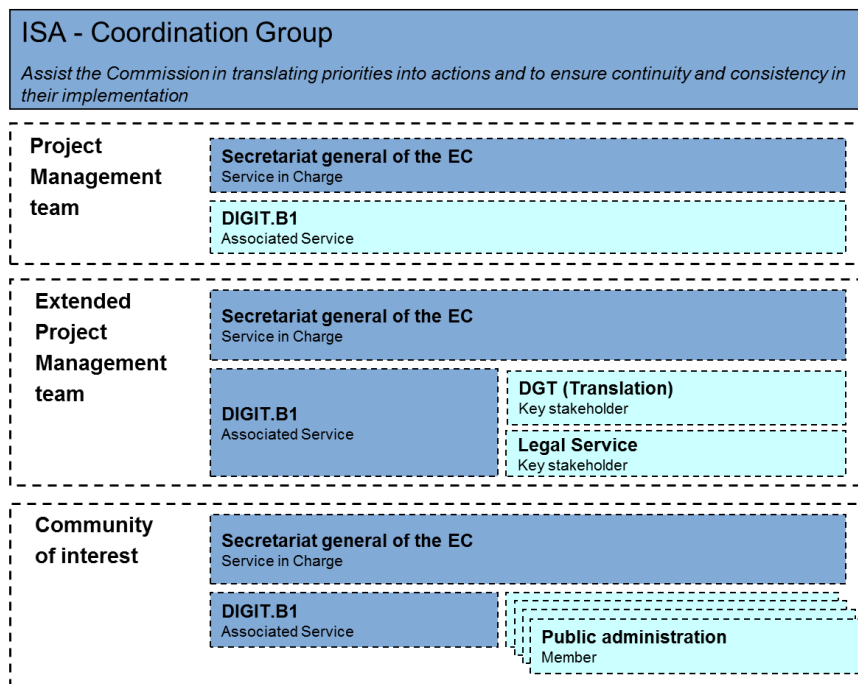 ISA - Coordination Group
Assist the Commission in translating priorities into actions and to ensure continuity and consistency in
their implementation
Project
Management
team
Secretariat general of the EC
Service in Charge
DIGIT.B1
Associated Service
Extended
Project
Management
team
Secretariat general of the EC
Service in Charge
DIGIT.B1
Associated Service
DGT (Translation)
Key stakeholder
Legal Service
Key stakeholder
Community
of interest
Secretariat general of the EC
Service in Charge
DIGIT.B1
Associated Service
Public administration
Member